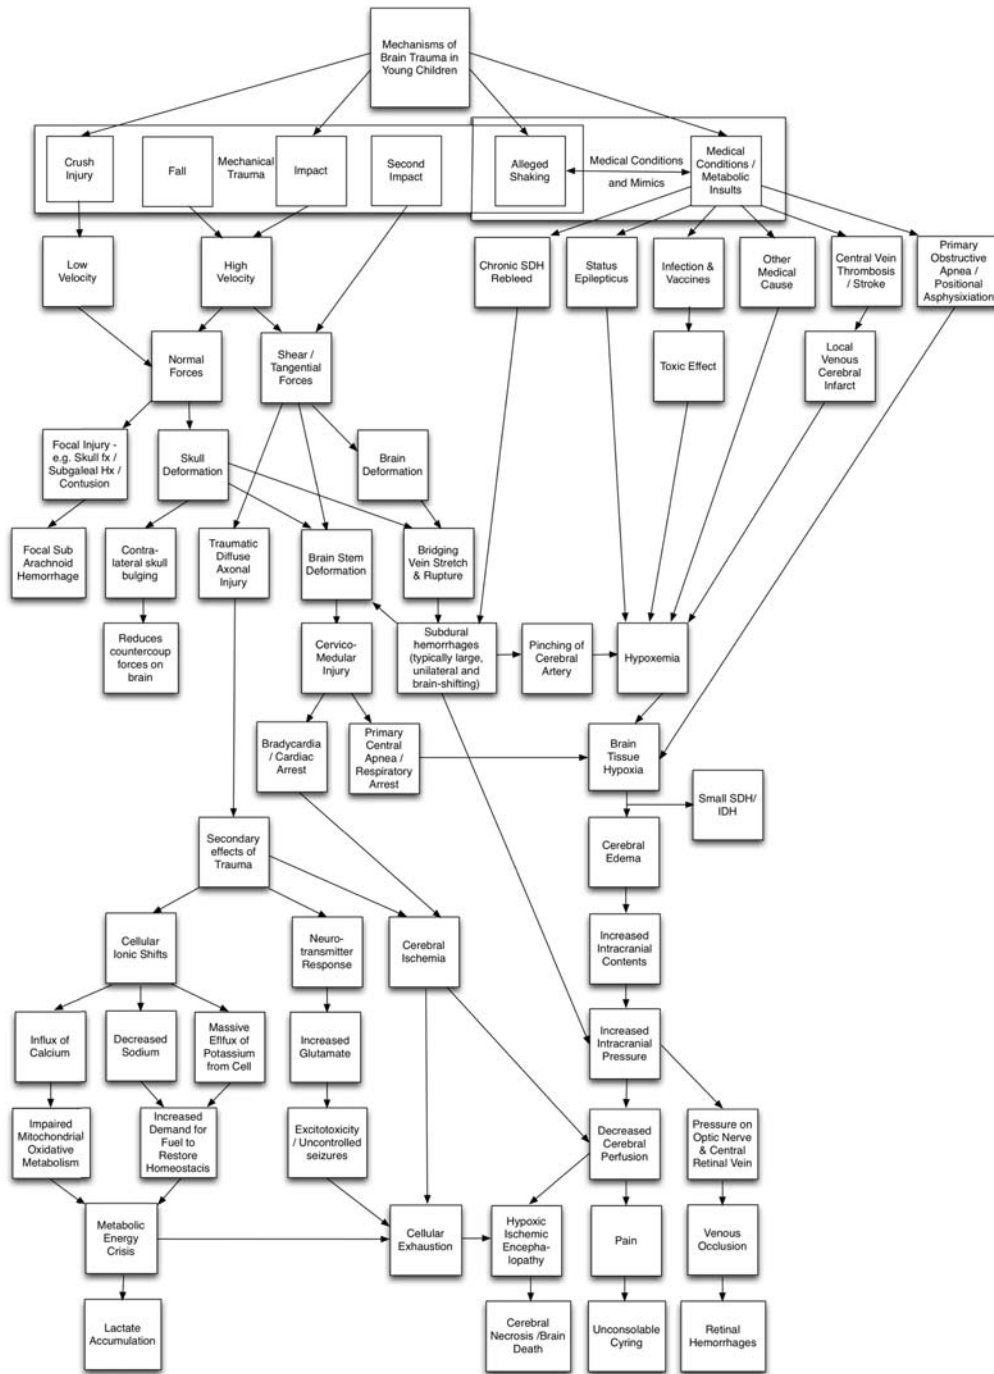 Mechanisms of
Brain Trauma in
Young Children
Crush
Injury
Fall
Mechanical
Trauma
Impact
Second
Impact
Alleged
Shaking
Medical Conditions
and Mimics
Medical
Conditions /
Metabolic
Insults
Low
Velocity
High
Velocity
Chronic SDH
Rebleed
Status
Epilepticus
Infection &
Vaccines
Other
Medical
Cause
Central Vein
Thrombosis
/ Stroke
Primary
Obstructive
Apnea /
Positional
Asphysixiation
Normal
Forces
Shear /
Tangential
Forces
Toxic Effect
Local
Venous
Cerebral
Infarct
Focal Injury -
e.g. Skull fx /
Subgaleal Hx /
Contusion
Skull
Deformation
Brain
Deformation
Focal Sub
Arachnoid
Hemorrhage
Contra-
lateral skull
bulging
Traumatic
Diffuse
Axonal
Injury
Brain Stem
Deformation
Bridging
Vein Stretch
& Rupture
Reduces
countercoup
forces on
brain
Cervico-
Medular
Injury
Subdural
hemorrhages
(typically large,
unilateral and
brain-shifting)
Pinching of
Cerebral
Artery
Hypoxemia
Bradycardia
/ Cardiac
Arrest
Primary
Central
Apnea /
Respiratory
Arrest
Brain
Tissue
Hypoxia
Small SDH/
IDH
Secondary
effects of
Trauma
Cerebral
Edema
Cellular
Ionic Shifts
Neuro-
transmitter
Response
Cerebral
Ischemia
Increased
Intracranial
Contents
Influx of
Calcium
Decreased
Sodium
Massive
Eflfux of
Potassium
from Cell
Increased
Glutamate
Increased
Intracranial
Pressure
Impaired
Mitochondrial
Oxidative
Metabolism
Increased
Demand for
Fuel to
Restore
Homeostacis
Excitotoxicity
/ Uncontrolled
seizures
Decreased
Cerebral
Perfusion
Pressure on
Optic Nerve
& Central
Retinal Vein
Metabolic
Energy
Crisis
Cellular
Exhaustion
Hypoxic
Ischemic
Encepha-
lopathy
Pain
Venous
Occlusion
Lactate
Accumulation
Cerebral
Necrosis /Brain
Death
Unconsolable
Cyring
Retinal
Hemorrhages